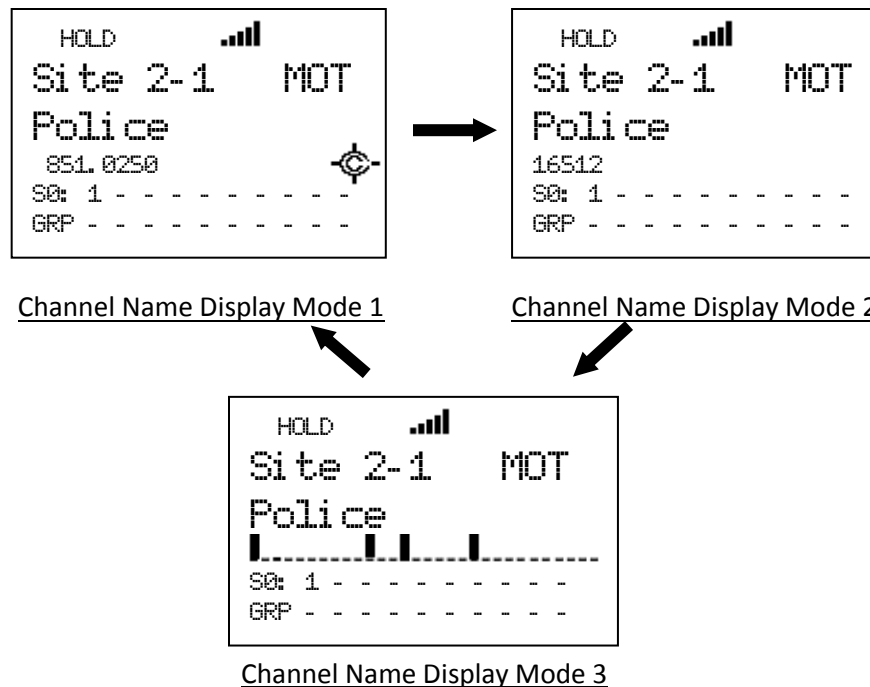 HOLD
Site 2-1 MOT
Police
851.0250
S0: 1 - - - - - - - - -
GRP - - - - - - - - - -
Channel Name Display Mode 1
HOLD
Site 2-1 MOT
Police
16512
S0: 1 - - - - - - - - -
GRP - - - - - - - - - -
Channel Name Display Mode 2
HOLD
Site 2-1 MOT
Police
S0: 1 - - - - - - - - -
GRP - - - - - - - - - -
Channel Name Display Mode 3